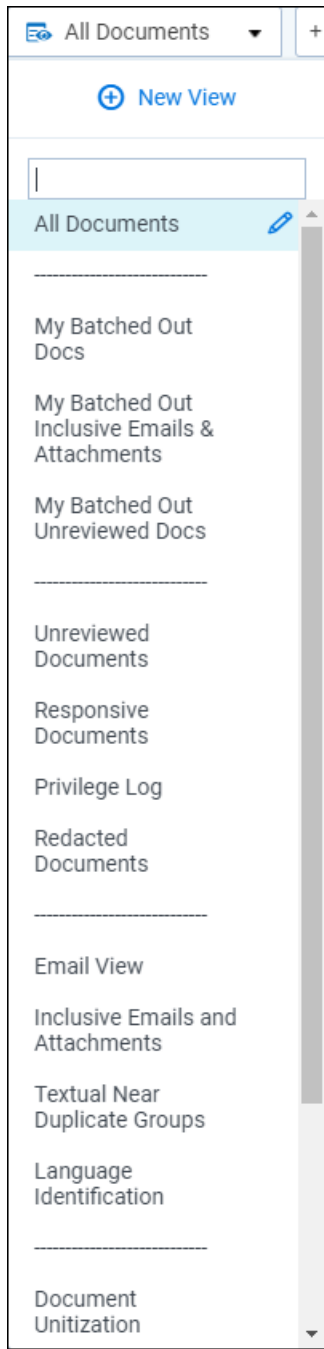 All Documents
+
New View
All Documents
---------------------------
My Batched Out
Docs
My Batched Out
Inclusive Emails &
Attachments
My Batched Out
Unreviewed Docs
---------------------------
Unreviewed
Documents
Responsive
Documents
Privilege Log
Redacted
Documents
---------------------------
Email View
Inclusive Emails and
Attachments
Textual Near
Duplicate Groups
Language
Identification
---------------------------
Document
Unitization